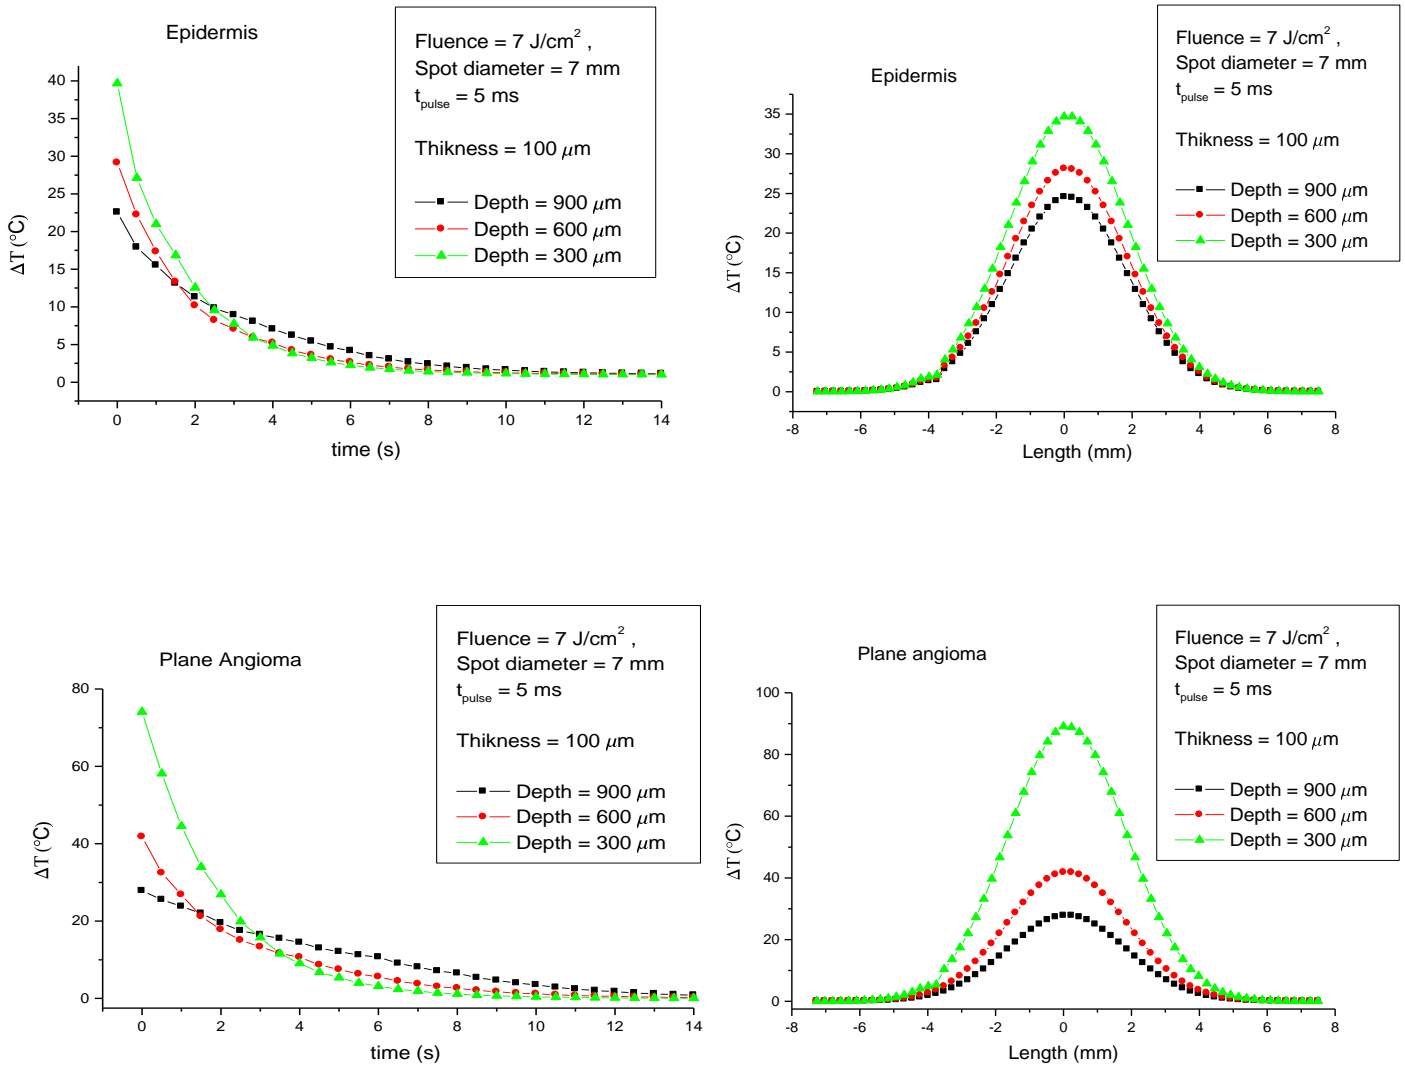 Epidermis
Fluence = 7 J/cm² ,
Spot diameter = 7 mm
t_pulse = 5 ms
Thikness = 100 μm
Depth = 900 μm
Depth = 600 μm
Depth = 300 μm
ΔT (°C)
40
35
30
25
20
15
10
5
0
0 2 4 6 8 10 12 14
time (s)
Epidermis
Fluence = 7 J/cm² ,
Spot diameter = 7 mm
t_pulse = 5 ms
Thikness = 100 μm
Depth = 900 μm
Depth = 600 μm
Depth = 300 μm
ΔT (°C)
35
30
25
20
15
10
5
0
-8 -6 -4 -2 0 2 4 6 8
Length (mm)
Plane Angioma
Fluence = 7 J/cm² ,
Spot diameter = 7 mm
t_pulse = 5 ms
Thikness = 100 μm
Depth = 900 μm
Depth = 600 μm
Depth = 300 μm
ΔT (°C)
80
60
40
20
0
0 2 4 6 8 10 12 14
time (s)
Plane angioma
Fluence = 7 J/cm² ,
Spot diameter = 7 mm
t_pulse = 5 ms
Thikness = 100 μm
Depth = 900 μm
Depth = 600 μm
Depth = 300 μm
ΔT (°C)
100
80
60
40
20
0
-8 -6 -4 -2 0 2 4 6 8
Length (mm)